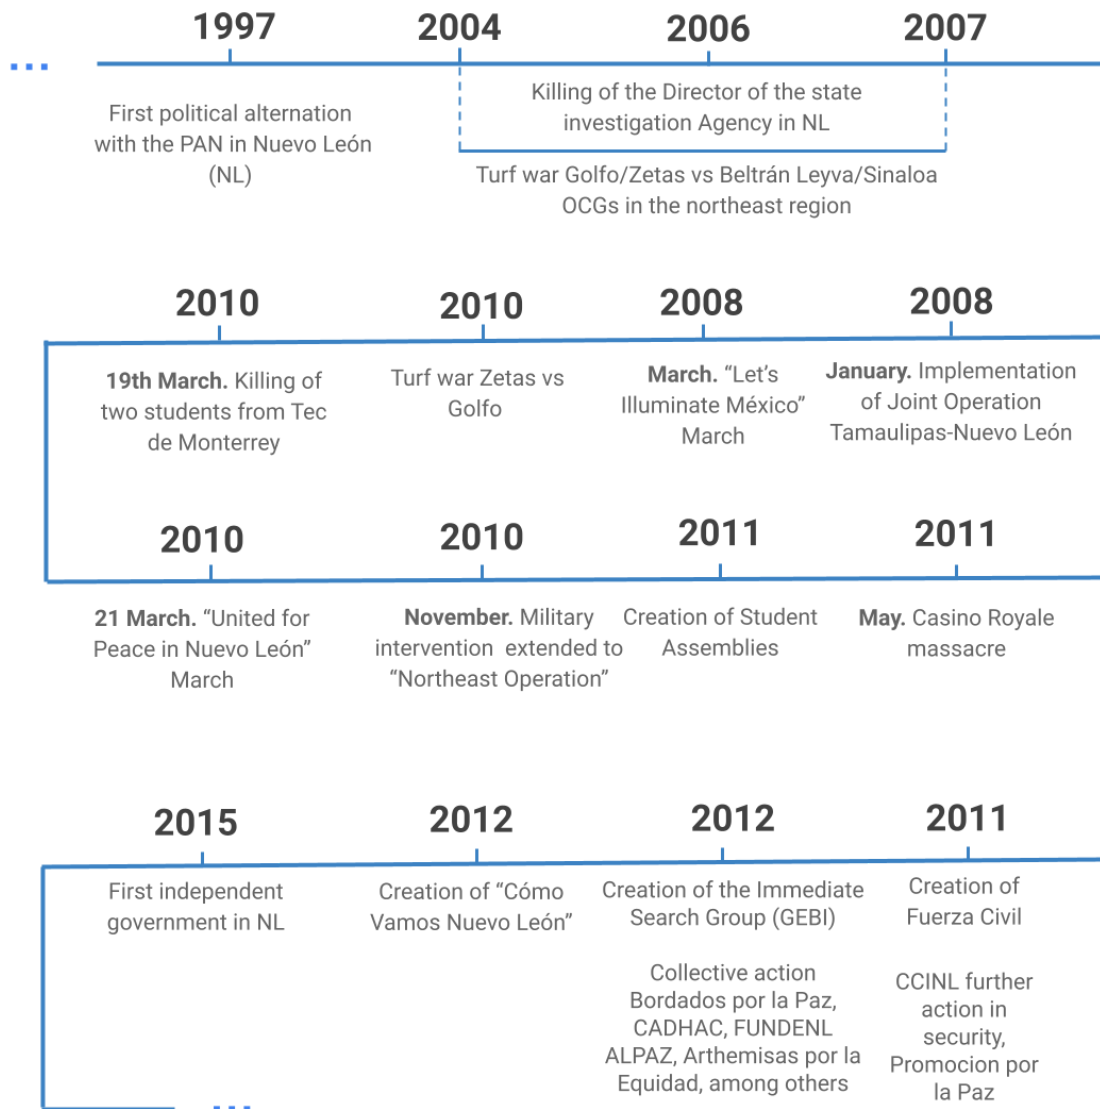 ...
1997
2004
2006
2007
First political alternation
with the PAN in Nuevo León
(NL)
Killing of the Director of the state
investigation Agency in NL
Turf war Golfo/Zetas vs Beltrán Leyva/Sinaloa
OCGs in the northeast region
2010
2010
2008
2008
19th March. Killing of
two students from Tec
de Monterrey
Turf war Zetas vs
Golfo
March. “Let's
Illuminate México”
March
January. Implementation
of Joint Operation
Tamaulipas-Nuevo León
2010
2010
2011
2011
21 March. “United for
Peace in Nuevo León”
March
November. Military
intervention extended to
“Northeast Operation”
Creation of Student
Assemblies
May. Casino Royale
massacre
2015
2012
2012
2011
First independent
government in NL
Creation of “Cómo
Vamos Nuevo León”
Creation of the Immediate
Search Group (GEBI)
Collective action
Bordados por la Paz,
CADHAC, FUNDENL
ALPAZ, Arthemisas por la
Equidad, among others
Creation of
Fuerza Civil
CCINL further
action in
security,
Promocion por
la Paz
...